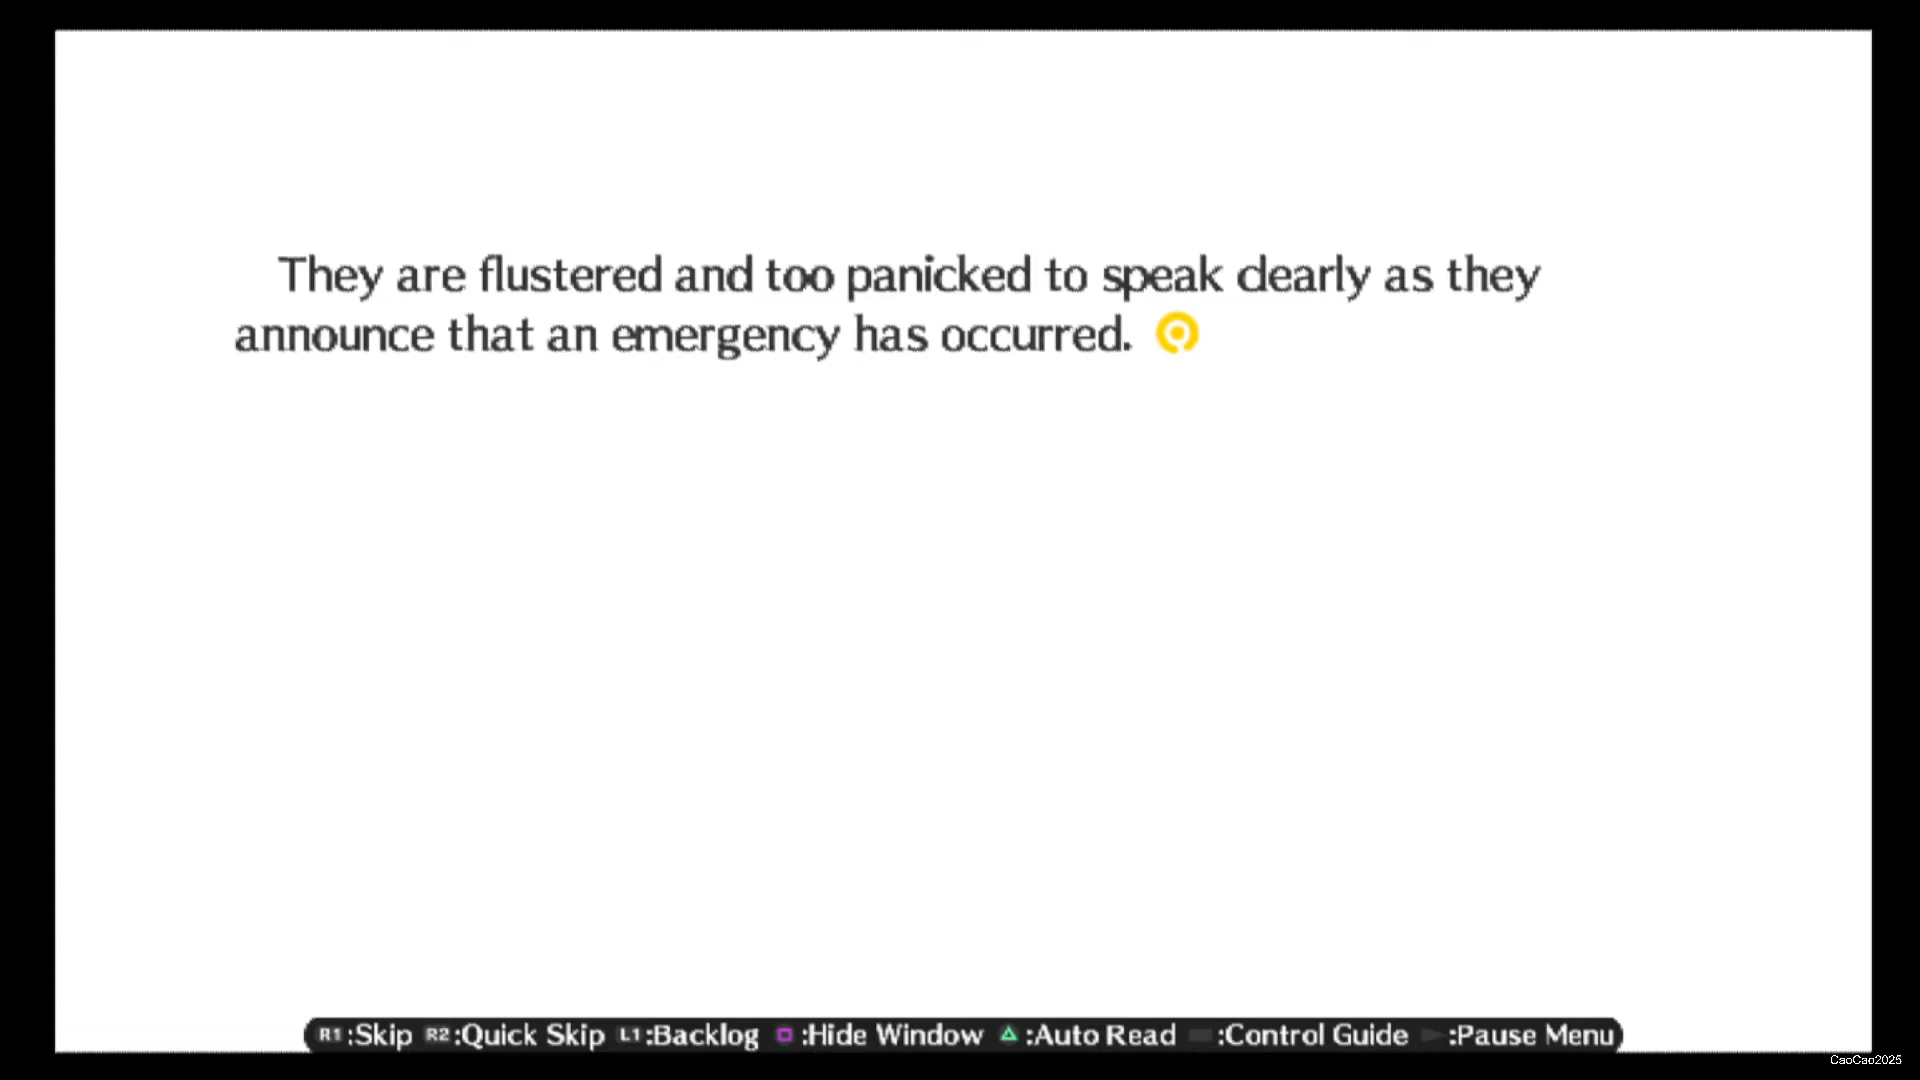 They are flustered and too panicked to speak clearly as they
announce that an emergency has occurred.
R1:Skip R2:Quick Skip L1:Backlog :Hide Window :Auto Read :Control Guide :Pause Menu
CaoCao2025